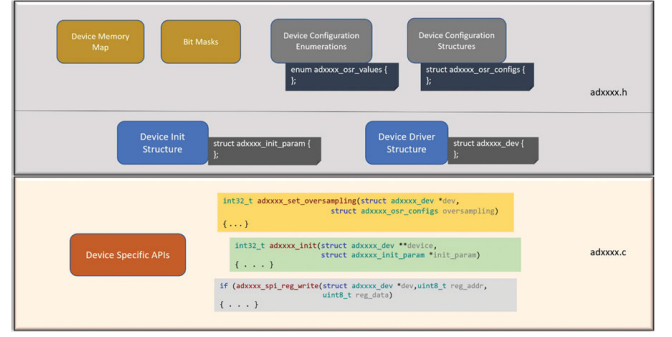 Device Memory
Map
Bit Masks
Device Configuration
Enumerations
Device Configuration
Structures
enum adxxxx_osr_values {
};
struct adxxxx_osr_configs {
};
adxxxx.h
Device Init
Structure
struct adxxxx_init_param {
};
Device Driver
Structure
struct adxxxx_dev {
};
int32_t adxxxx_set_oversampling(struct adxxxx_dev *dev,
struct adxxxx_osr_configs oversampling)
{...}
Device Specific APIs
int32_t adxxxx_init(struct adxxxx_dev **device,
struct adxxxx_init_param *init_param)
{ . . . }
adxxxx.c
if (adxxxx_spi_reg_write(struct adxxxx_dev *dev,uint8_t reg_addr,
uint8_t reg_data)
{ . . . }